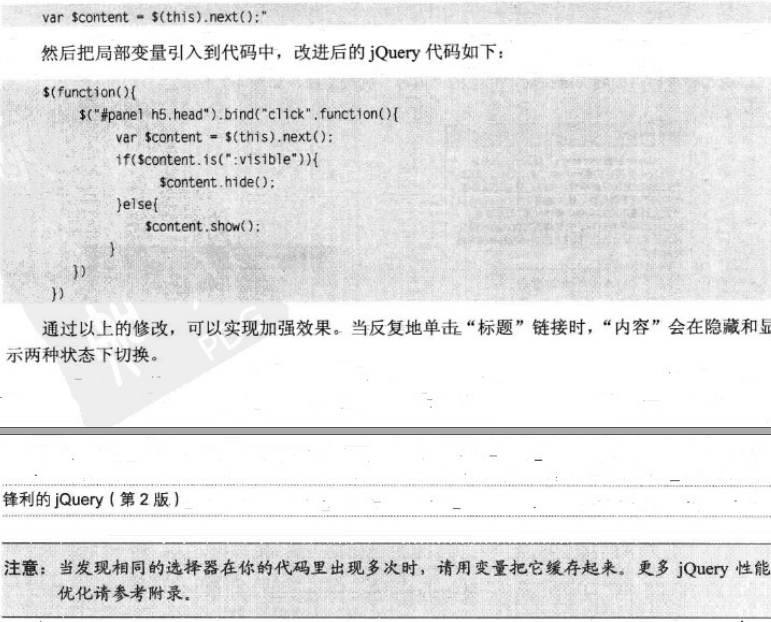 var $content = $(this).next();"
然后把局部变量引入到代码中，改进后的 jQuery 代码如下：
$(function(){
$("#panel h5.head").bind("click",function(){
var $content = $(this).next();
if($content.is(":visible")){
$content.hide();
}else{
$content.show();
}
})
})
通过以上的修改，可以实现加强效果。当反复地单击“标题”链接时，“内容”会在隐藏和显
示两种状态下切换。
PDG
锋利的 jQuery（第 2 版）
注意：当发现相同的选择器在你的代码里出现多次时，请用变量把它缓存起来。更多 jQuery 性能
优化请参考附录。